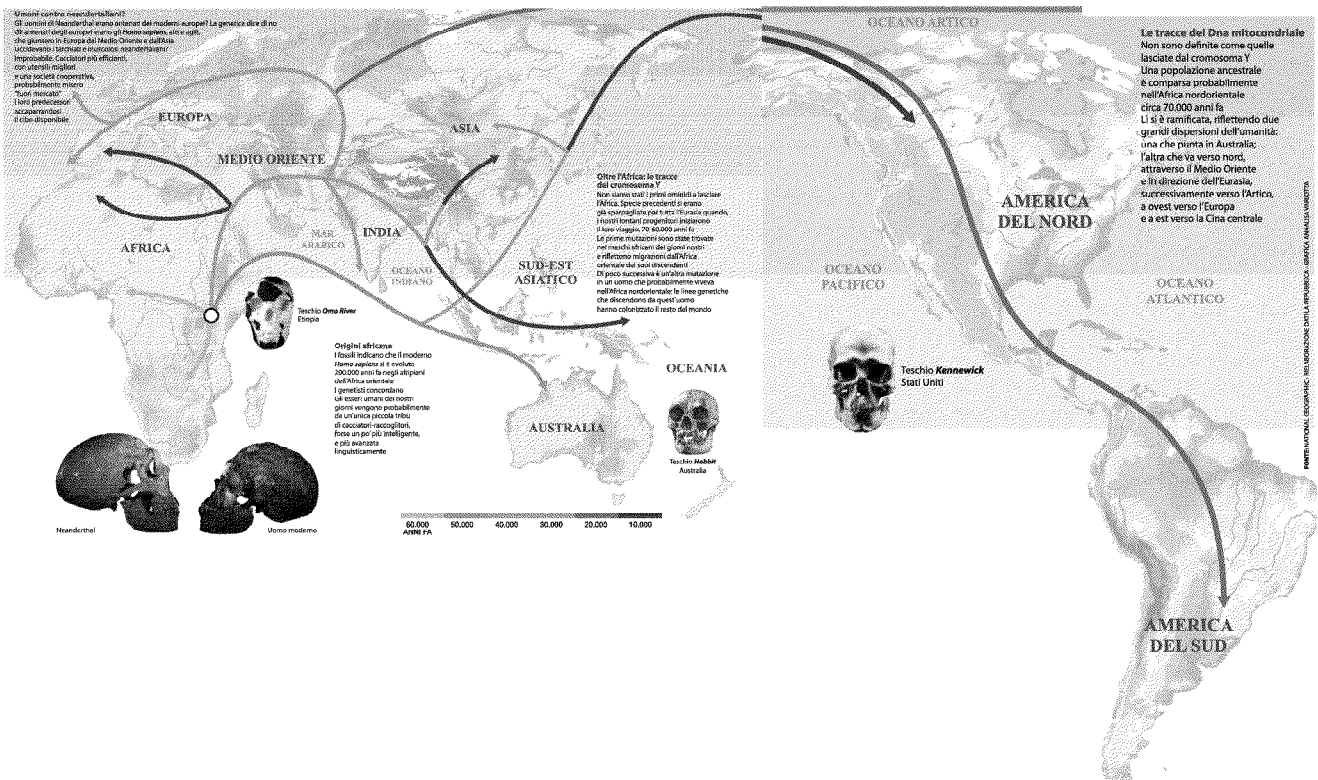 Umani contro neandertaliani?
Gli uomini di Neanderthal erano antenati dei moderni europei? La genetica dice di no
Gli antenati degli europei erano gli Homo sapiens, alti e agili,
che giunsero in Europa dal Medio Oriente e dall'Asia
Uccidevano i tarchiati e muscolosi neandertaliani?
Improbabile. Cacciatori più efficienti,
con utensili migliori
e una società cooperativa,
probabilmente misero
"fuori mercato"
i loro predecessori
accaparrandosi
il cibo disponibile
EUROPA
MEDIO ORIENTE
ASIA
AFRICA
MAR
ARABICO
INDIA
OCEANO
INDIANO
SUD-EST
ASIATICO
Oltre l'Africa: le tracce
del cromosoma Y
Non siamo stati i primi ominidi a lasciare
l'Africa. Specie precedenti si erano
già sparpagliate per tutta l'Eurasia quando,
i nostri lontani progenitori iniziarono
il loro viaggio, 70-60.000 anni fa
Le prime mutazioni sono state trovate
nei maschi africani dei giorni nostri
e riflettono migrazioni dall'Africa
orientale dei suoi discendenti
Di poco successiva è un'altra mutazione
in un uomo che probabilmente viveva
nell'Africa nordorientale: le linee genetiche
che discendono da quest'uomo
hanno colonizzato il resto del mondo
Teschio Omo River
Etiopia
Origini africane
I fossili indicano che il moderno
Homo sapiens si è evoluto
200.000 anni fa negli altipiani
dell'Africa orientale
I genetisti concordano
Gli esseri umani dei nostri
giorni vengono probabilmente
da un'unica piccola tribù
di cacciatori-raccoglitori,
forse un po' più intelligente,
e più avanzata
linguisticamente
OCEANIA
AUSTRALIA
Teschio Hobbit
Australia
Neanderthal
Uomo moderno
60.000 50.000 40.000 30.000 20.000 10.000
ANNI FA
OCEANO ARTICO
Le tracce del Dna mitocondriale
Non sono definite come quelle
lasciate dal cromosoma Y
Una popolazione ancestrale
è comparsa probabilmente
nell'Africa nordorientale
circa 70.000 anni fa
Lì si è ramificata, riflettendo due
grandi dispersioni dell'umanità:
una che punta in Australia;
l'altra che va verso nord,
attraverso il Medio Oriente
e in direzione dell'Eurasia,
successivamente verso l'Artico,
a ovest verso l'Europa
e a est verso la Cina centrale
AMERICA
DEL NORD
OCEANO
PACIFICO
OCEANO
ATLANTICO
Teschio Kennewick
Stati Uniti
AMERICA
DEL SUD
FONTE: NATIONAL GEOGRAPHIC - RIELABORAZIONE DATI LA REPUBBLICA - GRAFICA ANNALISA VARLOTTA